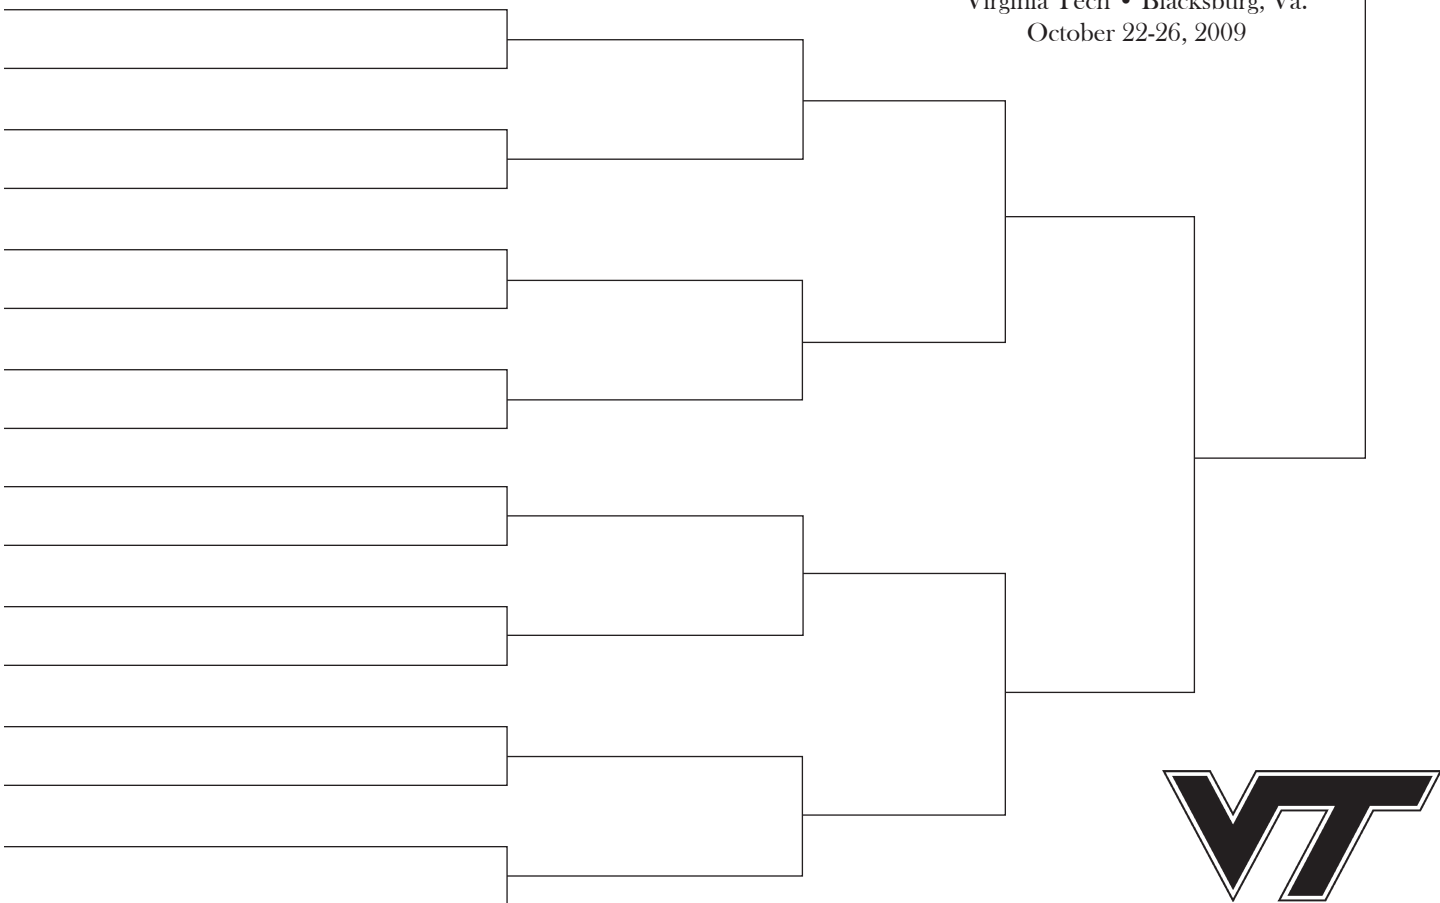 Virginia Tech • Blacksburg, Va.
October 22-26, 2009
VT